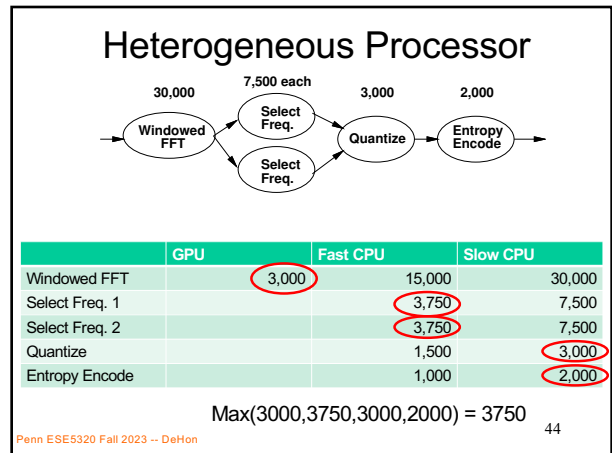 Heterogeneous Processor
30,000
7,500 each
3,000
2,000
Windowed
FFT
Select
Freq.
Select
Freq.
Quantize
Entropy
Encode
GPU Fast CPU Slow CPU
Windowed FFT 3,000 15,000 30,000
Select Freq. 1 3,750 7,500
Select Freq. 2 3,750 7,500
Quantize 1,500 3,000
Entropy Encode 1,000 2,000
Max(3000,3750,3000,2000) = 3750
Penn ESE5320 Fall 2023 -- DeHon
44